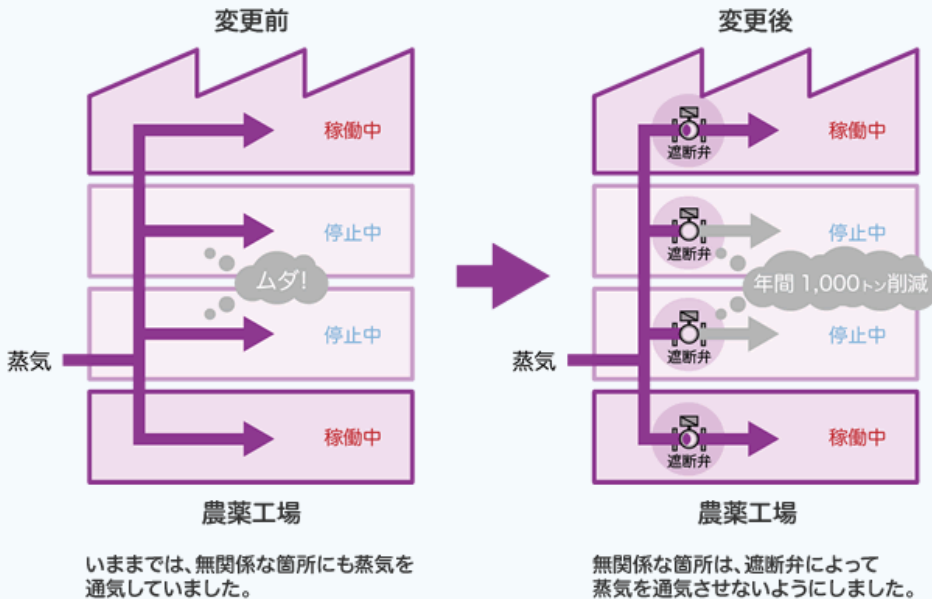 変更前
稼働中
停止中
ムダ!
停止中
蒸気
稼働中
農薬工場
いままでは、無関係な箇所にも蒸気を
通気していました。
変更後
遮断弁
稼働中
遮断弁
停止中
年間1,000トン削減
遮断弁
停止中
蒸気
遮断弁
稼働中
農薬工場
無関係な箇所は、遮断弁によって
蒸気を通気させないようにしました。